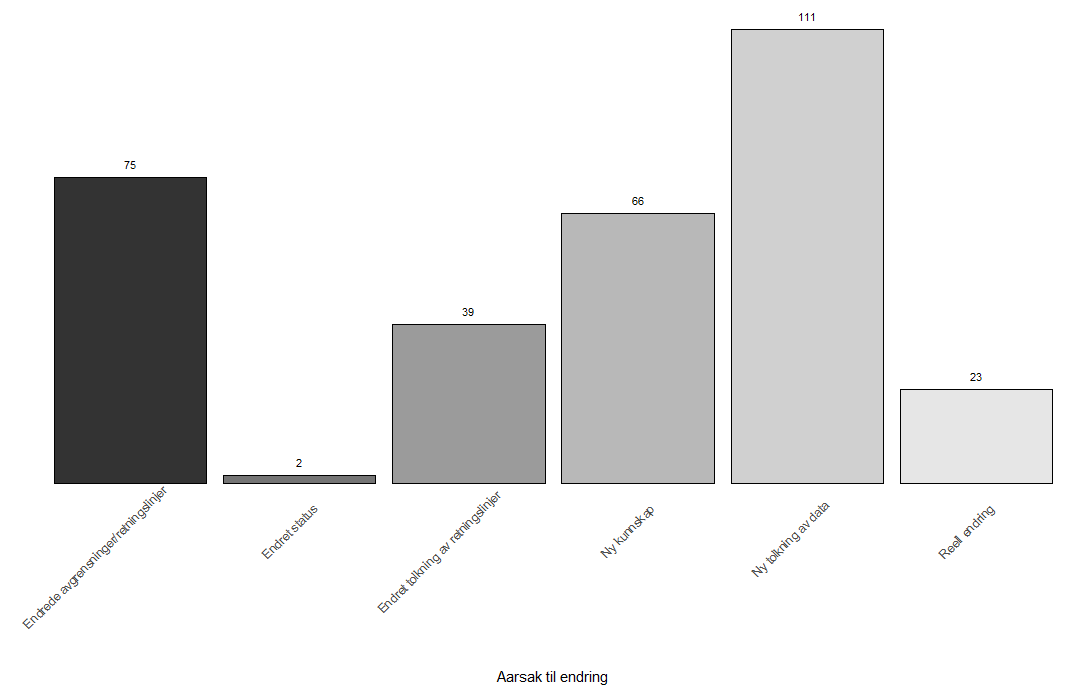 111
75
66
39
23
2
Endrede avgrensninger/retningslinjer
Endret status
Endret tolkning av retningslinjer
Ny kunnskap
Ny tolkning av data
Reell endring
Aarsak til endring